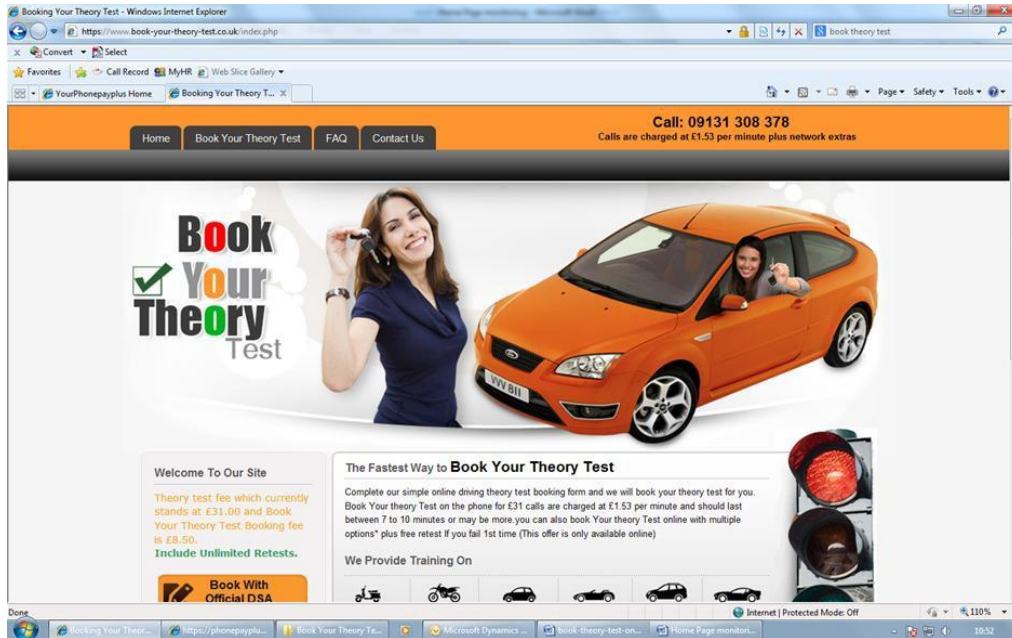 Booking Your Theory Test - Windows Internet Explorer
https://www.book-your-theory-test.co.uk/index.php
book theory test
x Convert Select
Favorites Call Record MyHR Web Slice Gallery
YourPhonepayplus Home Booking Your Theory T... X Page Safety Tools
Call: 09131 308 378
Home Book Your Theory Test FAQ Contact Us
Calls are charged at £1.53 per minute plus network extras
Book
Your
Theory
Test
VVV 811
Welcome To Our Site
Theory test fee which currently
stands at £31.00 and Book
Your Theory Test Booking fee
is £8.50.
Include Unlimited Retests.
Book With
Official DSA
The Fastest Way to Book Your Theory Test
Complete our simple online driving theory test booking form and we will book your theory test for you.
Book Your Theory Test on the phone for £31 calls are charged at £1.53 per minute and should last
between 7 to 10 minutes or may be more.you can also book Your theory Test online with multiple
options* plus free retest If you fail 1st time (This offer is only available online)
We Provide Training On
Done Internet | Protected Mode: Off 110%
Booking Your Theor... https://phonepayplu... Book Your Theory Te... Microsoft Dynamics ... book-theory-test-on... Home Page monitori... 10:52